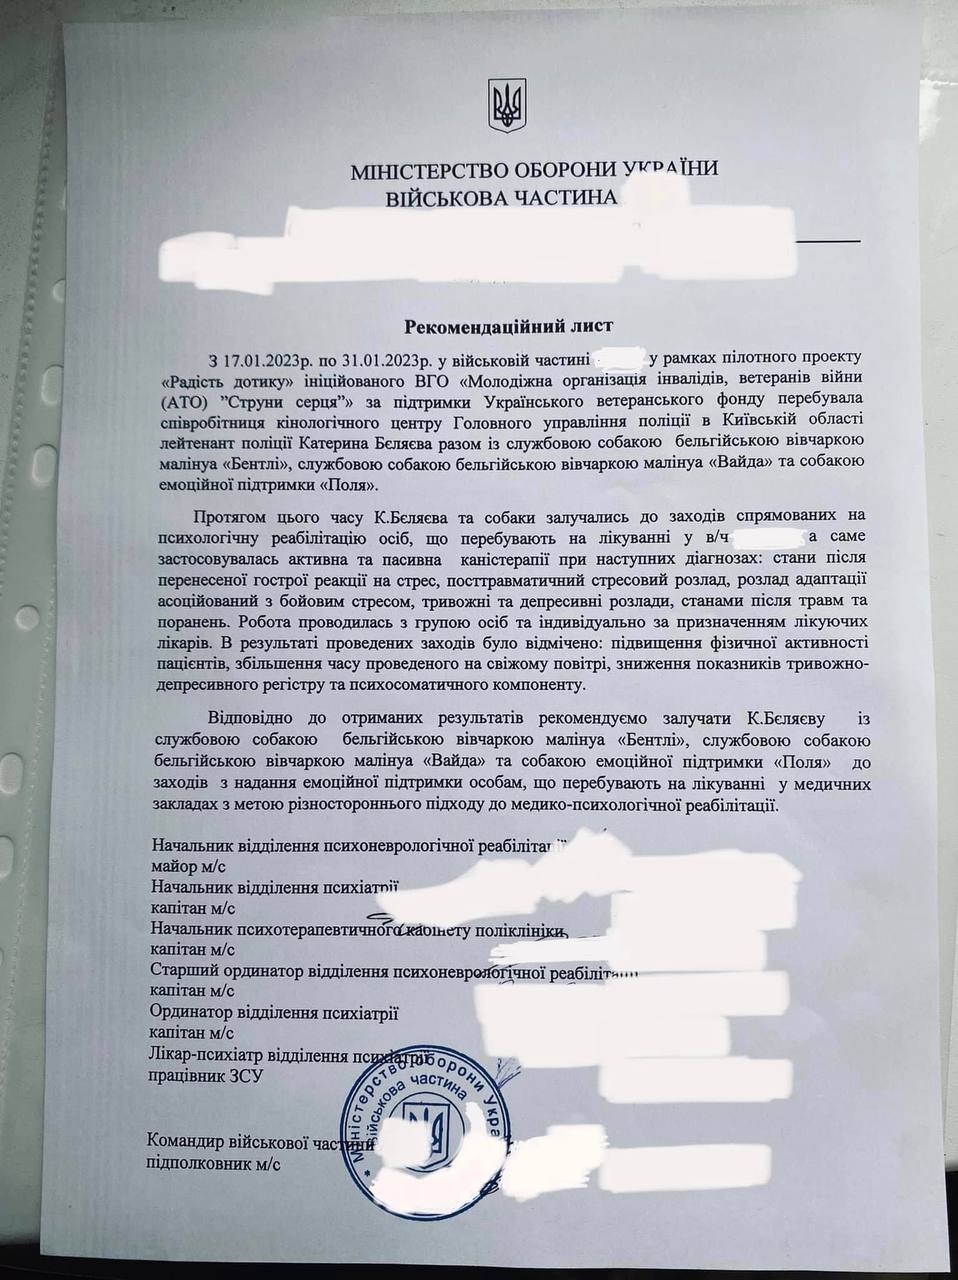 МІНІСТЕРСТВО ОБОРОНИ УКРАЇНИ
ВІЙСЬКОВА ЧАСТИНА
Рекомендаційний лист
З 17.01.2023р. по 31.01.2023р. у військовій частині у рамках пілотного проекту
«Радість дотику» ініційованого ВГО «Молодіжна організація інвалідів, ветеранів війни
(АТО) ”Струни серця”» за підтримки Українського ветеранського фонду перебувала
співробітниця кінологічного центру Головного управління поліції в Київській області
лейтенант поліції Катерина Бєляєва разом із службовою собакою бельгійською вівчаркою
малінуа «Бентлі», службовою собакою бельгійською вівчаркою малінуа «Вайда» та собакою
емоційної підтримки «Поля».
Протягом цього часу К.Бєляєва та собаки залучались до заходів спрямованих на
психологічну реабілітацію осіб, що перебувають на лікуванні у в/ч а саме
застосовувалась активна та пасивна каністерапії при наступних діагнозах: стани після
перенесеної гострої реакції на стрес, посттравматичний стресовий розлад, розлад адаптації
асоційований з бойовим стресом, тривожні та депресивні розлади, станами після травм та
поранень. Робота проводилась з групою осіб та індивідуально за призначенням лікуючих
лікарів. В результаті проведених заходів було відмічено: підвищення фізичної активності
пацієнтів, збільшення часу проведеного на свіжому повітрі, зниження показників тривожно-
депресивного регістру та психосоматичного компоненту.
Відповідно до отриманих результатів рекомендуємо залучати К.Бєляєву із
службовою собакою бельгійською вівчаркою малінуа «Бентлі», службовою собакою
бельгійською вівчаркою малінуа «Вайда» та собакою емоційної підтримки «Поля» до
заходів з надання емоційної підтримки особам, що перебувають на лікуванні у медичних
закладах з метою різностороннього підходу до медико-психологічної реабілітації.
Начальник відділення психоневрологічної реабілітації
майор м/с
Начальник відділення психіатрії
капітан м/с
Начальник психотерапевтичного кабінету поліклініки
капітан м/с
Старший ординатор відділення психоневрологічної реабілітації
капітан м/с
Ординатор відділення психіатрії
капітан м/с
Лікар-психіатр відділення психіатрії
працівник ЗСУ
Міністерство оборони Укра
військова частина
Командир військової частини
підполковник м/с